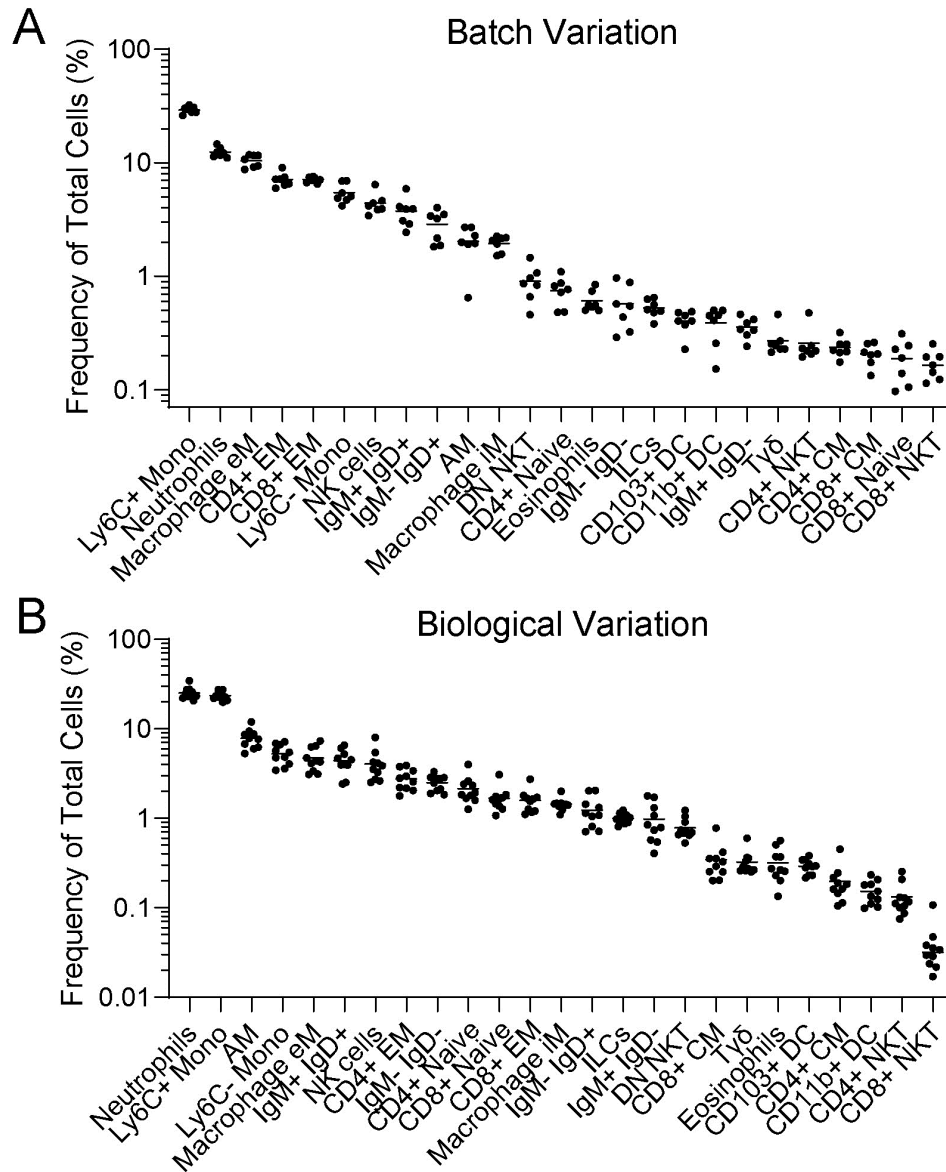 A
Batch Variation
Frequency of Total Cells (%)
100
10
1
0.1
Ly6C+ Mono
Neutrophils
Macrophage eM
CD4+ EM
CD8+ EM
Ly6C- Mono
NK cells
IgM+ IgD+
IgM- IgD+
AM
Macrophage iM
DN NKT
CD4+ Naive
Eosinophils
IgM- IgD-
ILCs
CD103+ DC
CD11b+ DC
IgM+ IgD-
Tγδ
CD4+ NKT
CD4+ CM
CD8+ CM
CD8+ Naive
CD8+ NKT
B
Biological Variation
Frequency of Total Cells (%)
100
10
1
0.1
0.01
Neutrophils
Ly6C+ Mono
AM
Ly6C- Mono
Macrophage eM
IgM+ IgD+
NK cells
CD4+ EM
IgM- IgD-
CD4+ Naive
CD8+ Naive
CD8+ EM
Macrophage iM
IgM- IgD+
ILCs
IgM+ IgD-
DN NKT
CD8+ CM
Tγδ
Eosinophils
CD103+ DC
CD4+ CM
CD11b+ DC
CD4+ NKT
CD8+ NKT